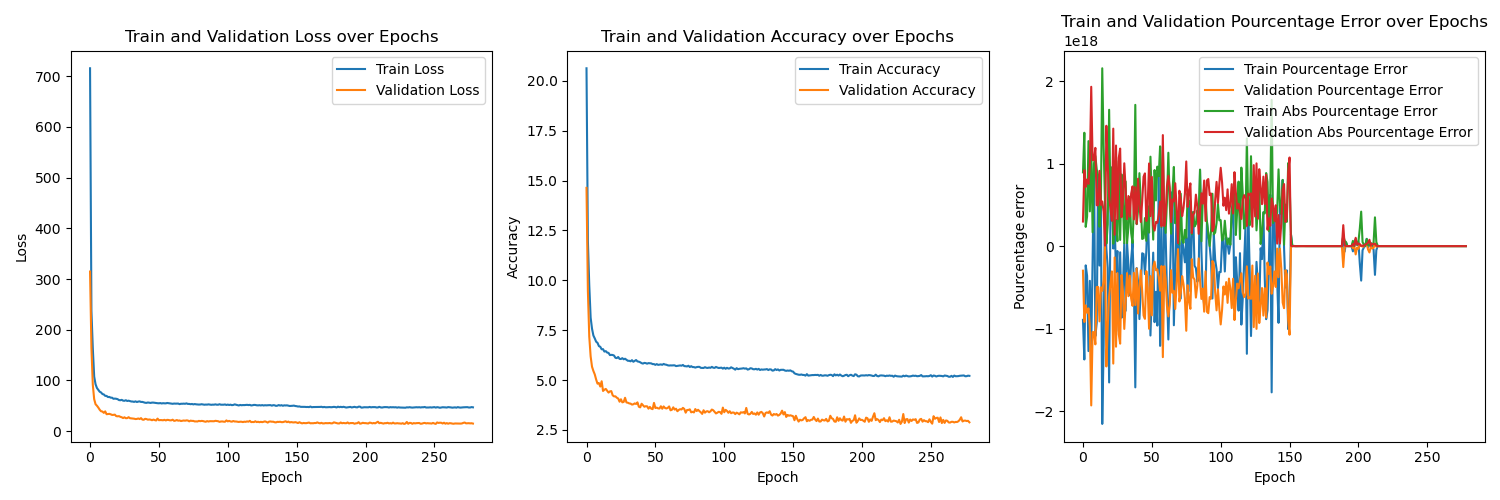 Train and Validation Loss over Epochs
Train Loss
Validation Loss
700
600
500
400
300
200
100
0
Loss
0 50 100 150 200 250
Epoch
Train and Validation Accuracy over Epochs
Train Accuracy
Validation Accuracy
20.0
17.5
15.0
12.5
10.0
7.5
5.0
2.5
Accuracy
0 50 100 150 200 250
Epoch
Train and Validation Pourcentage Error over Epochs
1e18
Train Pourcentage Error
Validation Pourcentage Error
Train Abs Pourcentage Error
Validation Abs Pourcentage Error
2
1
0
−1
−2
Pourcentage error
0 50 100 150 200 250
Epoch